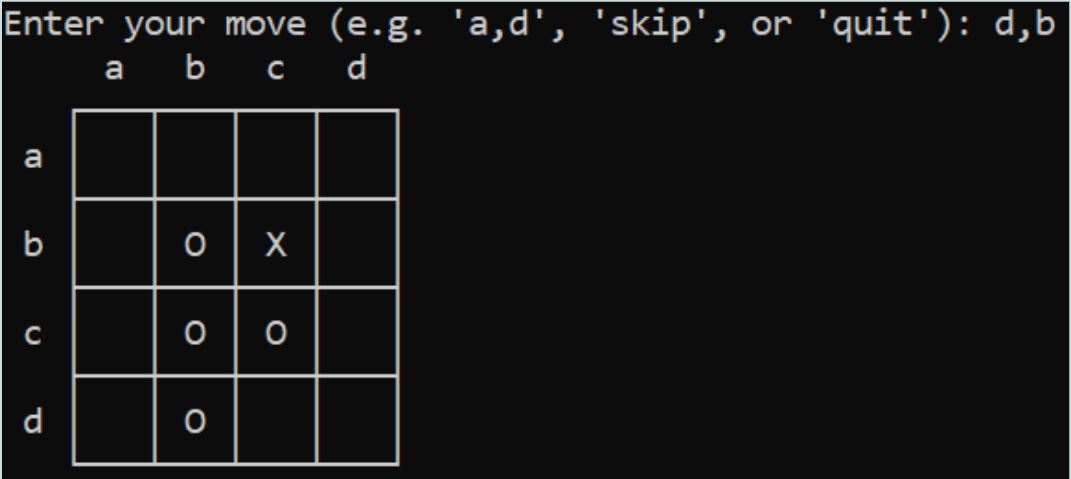 Enter your move (e.g. 'a,d', 'skip', or 'quit'): d,b
a b c d
a
b O X
c O O
d O